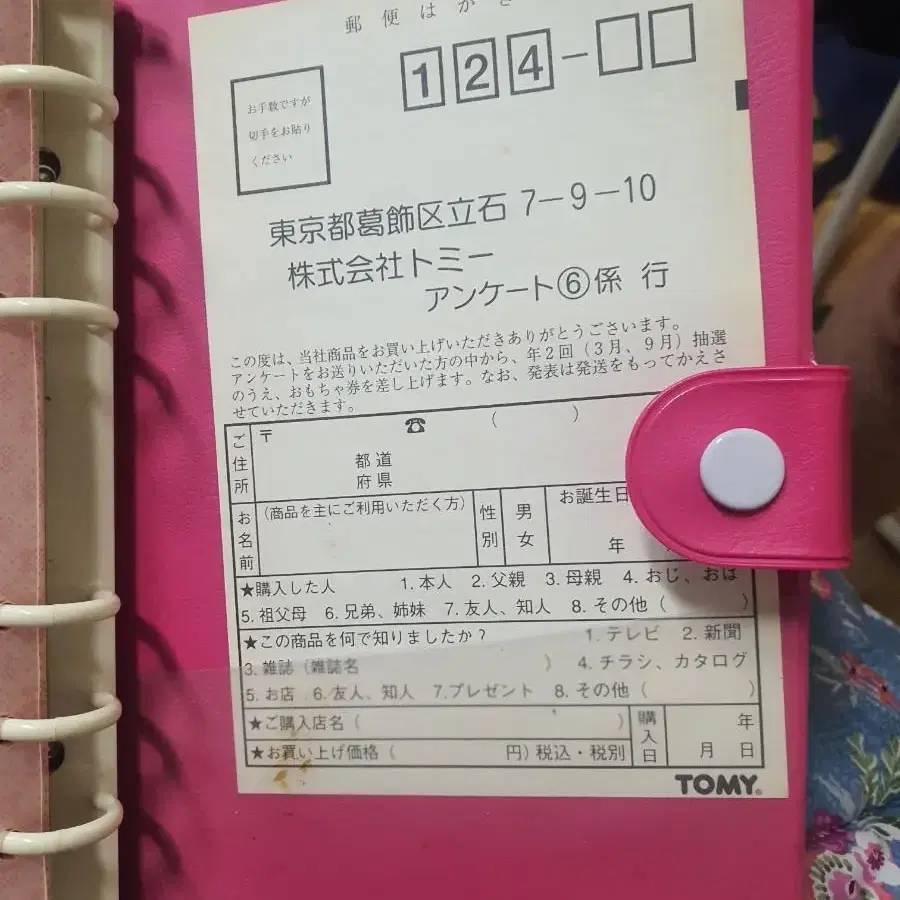 郵便はがき
お手数ですが
切手をお貼り
ください
124-
東京都葛飾区立石 7-9-10
株式会社トミー
アンケート⑥係 行
この度は、当社商品をお買い上げいただきありがとうございます。
アンケートをお送りいただいた方の中から、年2回（3月、9月）抽選
のうえ、おもちゃ券を差し上げます。なお、発表は発送をもってかえさ
せていただきます。
ご住所 〒 ☎ （ ）
都道
府県
お名前 （商品を主にご利用いただく方） 性別 男 女 お誕生日
年
★購入した人 1. 本人 2. 父親 3. 母親 4. おじ、おば
5. 祖父母 6. 兄弟、姉妹 7. 友人、知人 8. その他（ ）
★この商品を何で知りましたか？ 1. テレビ 2. 新聞
3. 雑誌（雑誌名 ） 4. チラシ、カタログ
5. お店 6. 友人、知人 7. プレゼント 8. その他（ ）
★ご購入店名（ ） 購入日 年
★お買い上げ価格（ 円）税込・税別 月 日
TOMY®